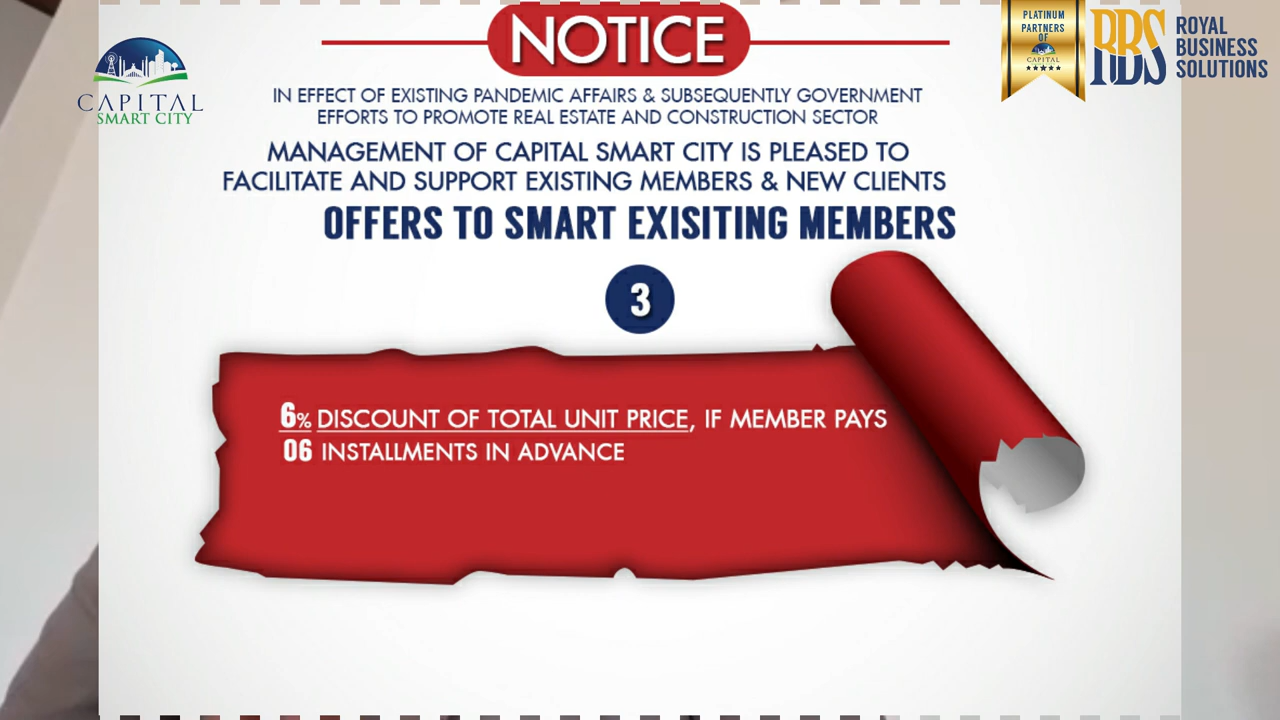 NOTICE
PLATINUM
PARTNERS
OF
CAPITAL
RBS
ROYAL
BUSINESS
SOLUTIONS
CAPITAL
SMART CITY
IN EFFECT OF EXISTING PANDEMIC AFFAIRS & SUBSEQUENTLY GOVERNMENT
EFFORTS TO PROMOTE REAL ESTATE AND CONSTRUCTION SECTOR
MANAGEMENT OF CAPITAL SMART CITY IS PLEASED TO
FACILITATE AND SUPPORT EXISTING MEMBERS & NEW CLIENTS
OFFERS TO SMART EXISITING MEMBERS
3
6% DISCOUNT OF TOTAL UNIT PRICE, IF MEMBER PAYS
06 INSTALLMENTS IN ADVANCE